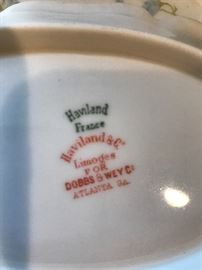 Haviland
France
Haviland & Co.
Limoges
FOR
DOBBS & WEY Co
ATLANTA GA.